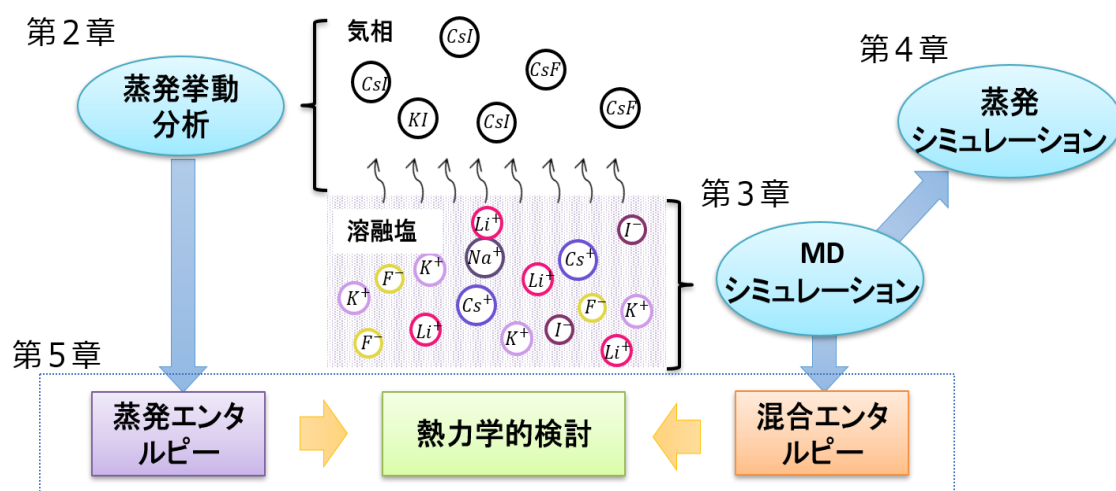 第２章
蒸発挙動
分析
気相
CsI
CsI
CsF
KI
CsI
CsF
第４章
蒸発
シミュレーション
第３章
MD
シミュレーション
溶融塩
Li⁺
I⁻
Na⁺
Cs⁺
K⁺
F⁻
Li⁺
K⁺
Cs⁺
F⁻
K⁺
Li⁺
K⁺
I⁻
F⁻
Li⁺
第５章
蒸発エンタ
ルピー
熱力学的検討
混合エンタ
ルピー